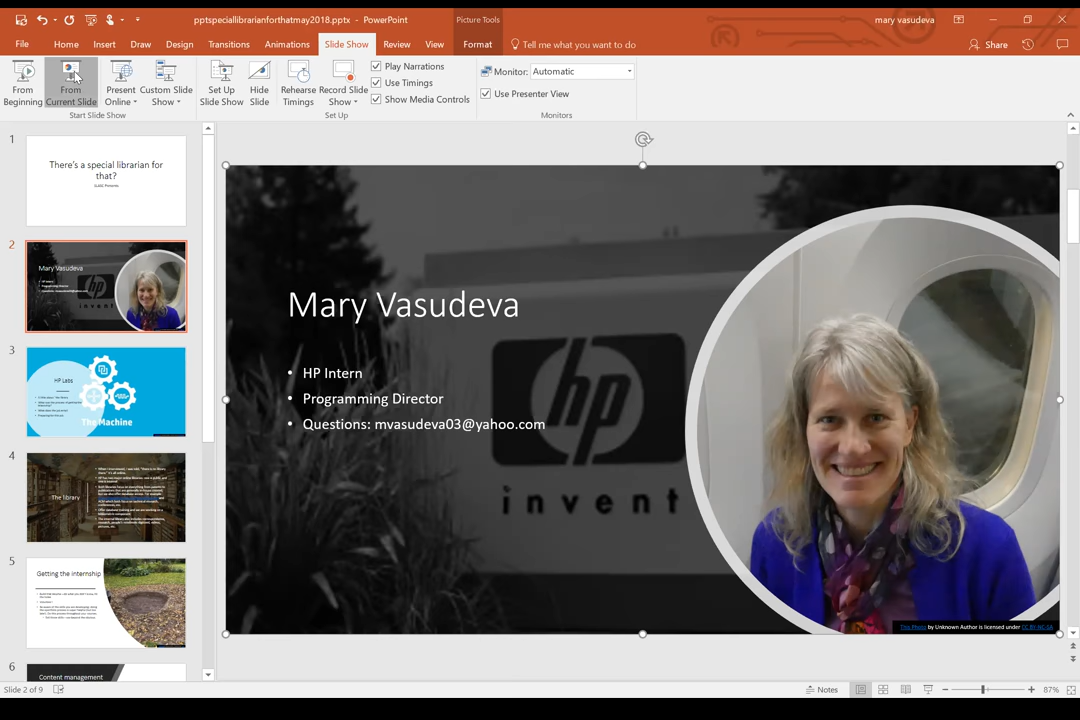 pptspeciallibrarianforthatmay2018.pptx - PowerPoint
Picture Tools
mary vasudeva
File Home Insert Draw Design Transitions Animations Slide Show Review View Format Tell me what you want to do Share
From Beginning
From Current Slide
Present Online
Custom Slide Show
Set Up Slide Show
Hide Slide
Rehearse Timings
Record Slide Show
Play Narrations
Use Timings
Show Media Controls
Monitor: Automatic
Use Presenter View
Start Slide Show
Set Up
Monitors
1
There's a special librarian for that?
2
Mary Vasudeva
hp
invent
3
HP Labs
The Machine
4
The library
5
Getting the internship
6
Content management
Mary Vasudeva
• HP Intern
• Programming Director
• Questions: mvasudeva03@yahoo.com
hp
invent
This Photo by Unknown Author is licensed under CC BY-NC-SA
Slide 2 of 9
Notes
87%